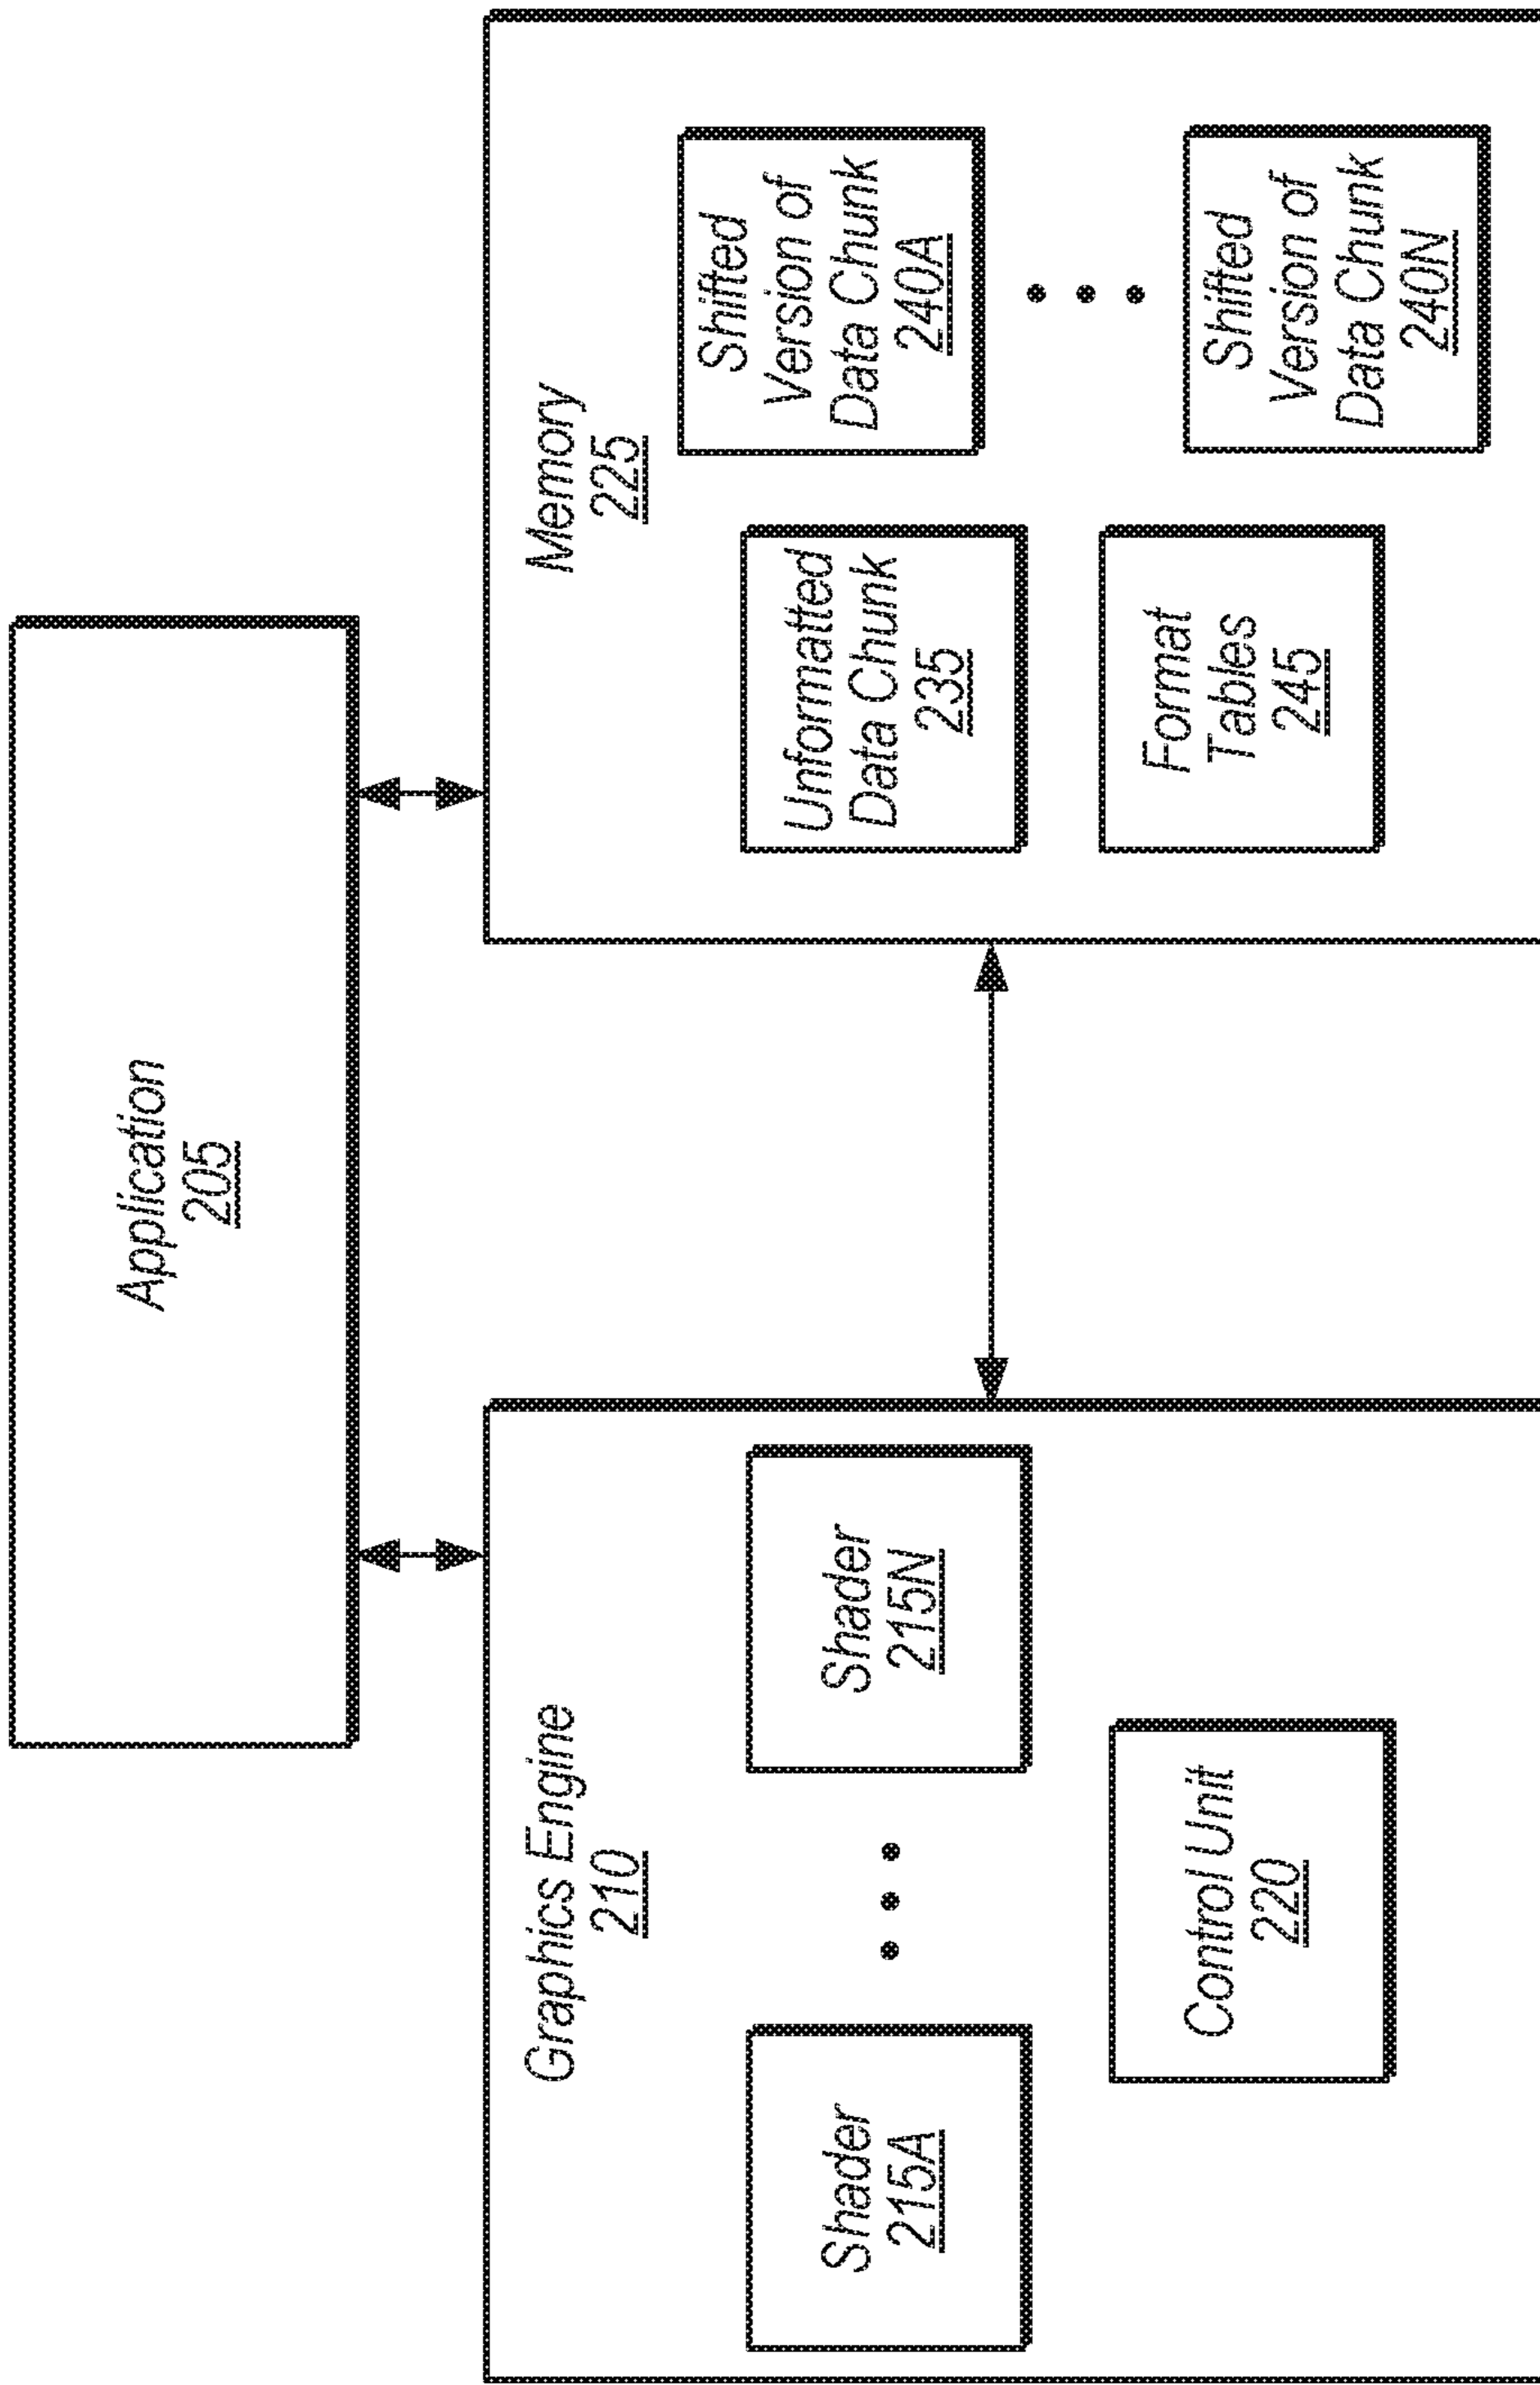 Application
205
Graphics Engine
210
Shader
215A
Shader
215N
Control Unit
220
Memory
225
Unformatted
Data Chunk
235
Format
Tables
245
Shifted
Version of
Data Chunk
240A
Shifted
Version of
Data Chunk
240N